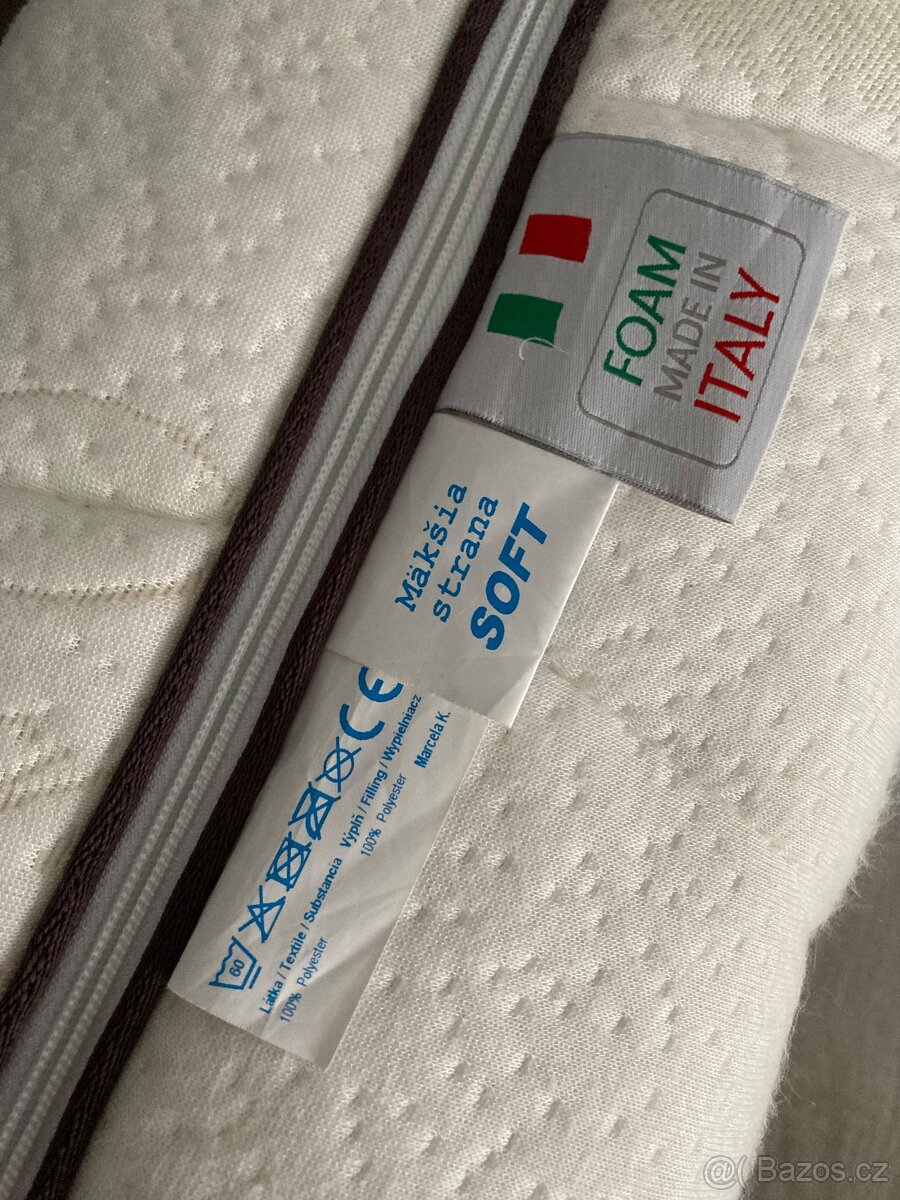 FOAM
MADE IN
ITALY
Mäkšia
strana
SOFT
CE
60
Látka / Textile / Substancia
100% Polyester
Výplň / Filling / Wypielniacz
100% Polyester
Marcela K.
@( Bazos.cz